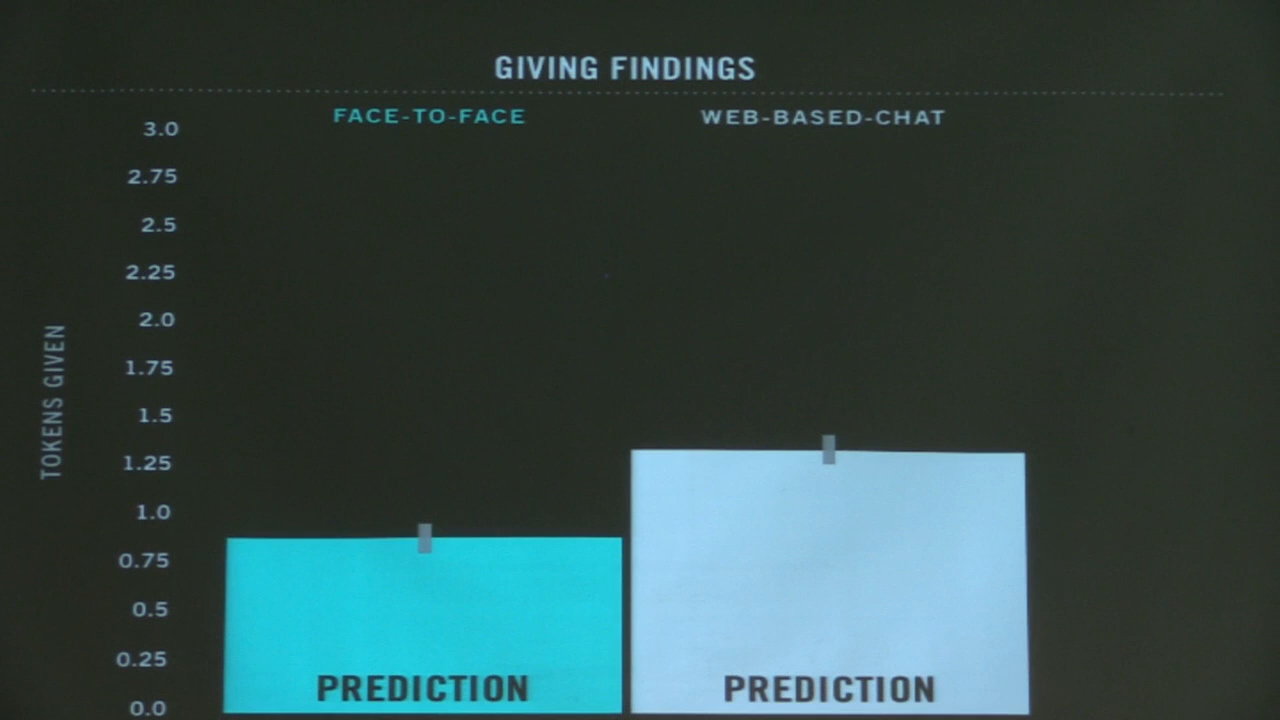 GIVING FINDINGS
FACE-TO-FACE
WEB-BASED-CHAT
3.0
2.75
2.5
2.25
2.0
1.75
1.5
1.25
1.0
0.75
0.5
0.25
0.0
TOKENS GIVEN
PREDICTION
PREDICTION